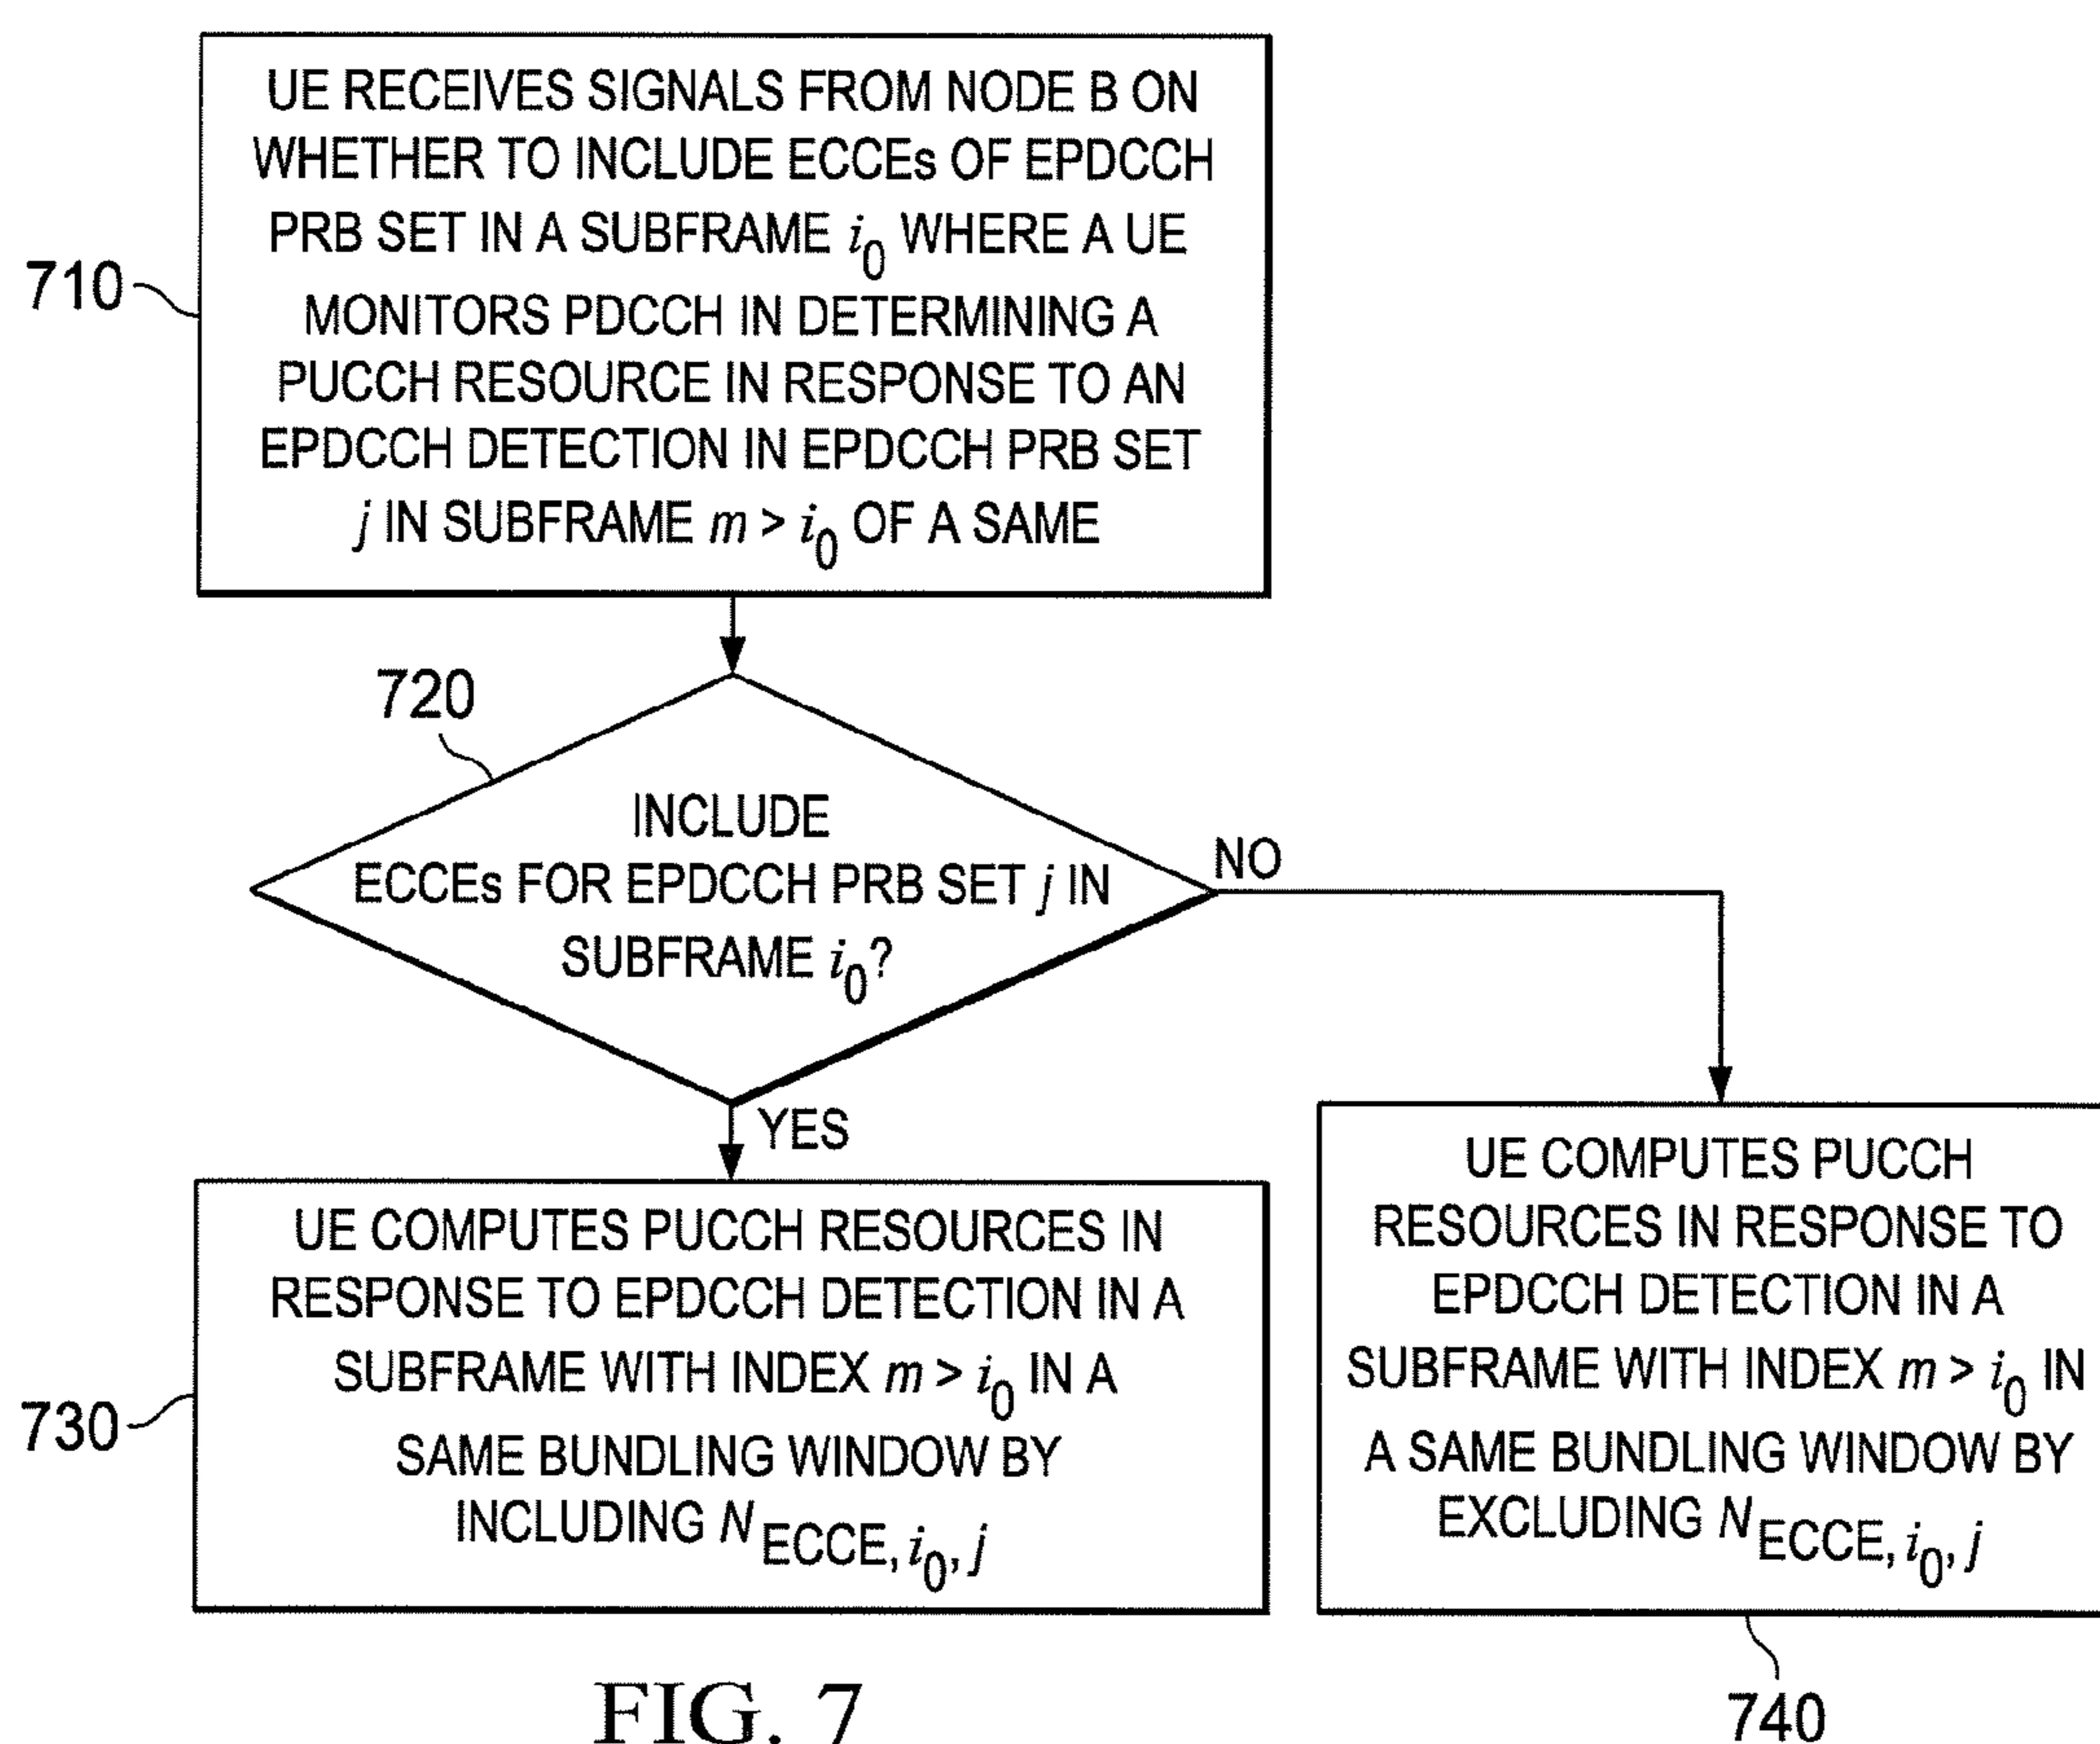 UE RECEIVES SIGNALS FROM NODE B ON
WHETHER TO INCLUDE ECCEs OF EPDCCH
PRB SET IN A SUBFRAME i0 WHERE A UE
MONITORS PDCCH IN DETERMINING A
PUCCH RESOURCE IN RESPONSE TO AN
EPDCCH DETECTION IN EPDCCH PRB SET
j IN SUBFRAME m > i0 OF A SAME
710
720
INCLUDE
ECCEs FOR EPDCCH PRB SET j IN
SUBFRAME i0?
NO
YES
UE COMPUTES PUCCH RESOURCES IN
RESPONSE TO EPDCCH DETECTION IN A
SUBFRAME WITH INDEX m > i0 IN A
SAME BUNDLING WINDOW BY
INCLUDING NECCE, i0, j
730
UE COMPUTES PUCCH
RESOURCES IN RESPONSE TO
EPDCCH DETECTION IN A
SUBFRAME WITH INDEX m > i0 IN
A SAME BUNDLING WINDOW BY
EXCLUDING NECCE, i0, j
740
FIG. 7